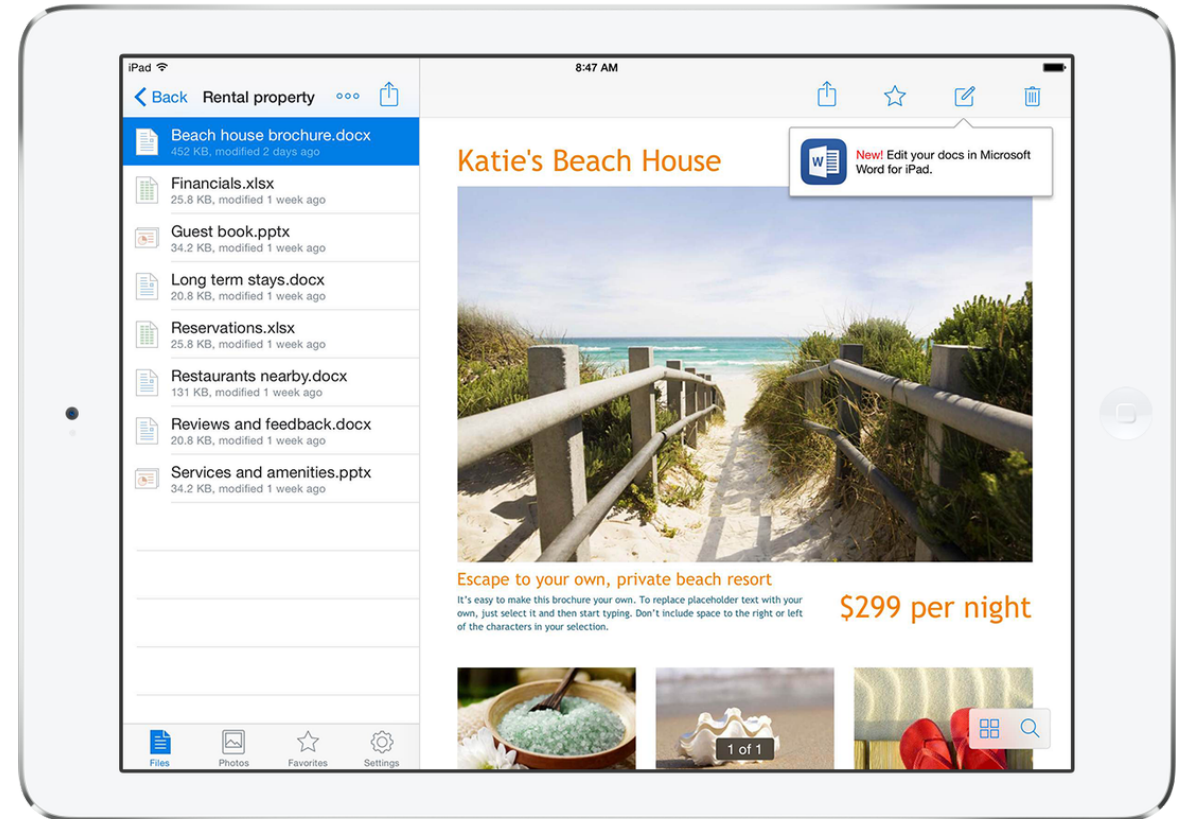 iPad
8:47 AM
Back
Rental property
Beach house brochure.docx
452 KB, modified 2 days ago
Financials.xlsx
25.8 KB, modified 1 week ago
Guest book.pptx
34.2 KB, modified 1 week ago
Long term stays.docx
20.8 KB, modified 1 week ago
Reservations.xlsx
25.8 KB, modified 1 week ago
Restaurants nearby.docx
131 KB, modified 1 week ago
Reviews and feedback.docx
20.8 KB, modified 1 week ago
Services and amenities.pptx
34.2 KB, modified 1 week ago
Files
Photos
Favorites
Settings
W
New! Edit your docs in Microsoft
Word for iPad.
Katie's Beach House
Escape to your own, private beach resort
It's easy to make this brochure your own. To replace placeholder text with your
own, just select it and then start typing. Don't include space to the right or left
of the characters in your selection.
$299 per night
1 of 1